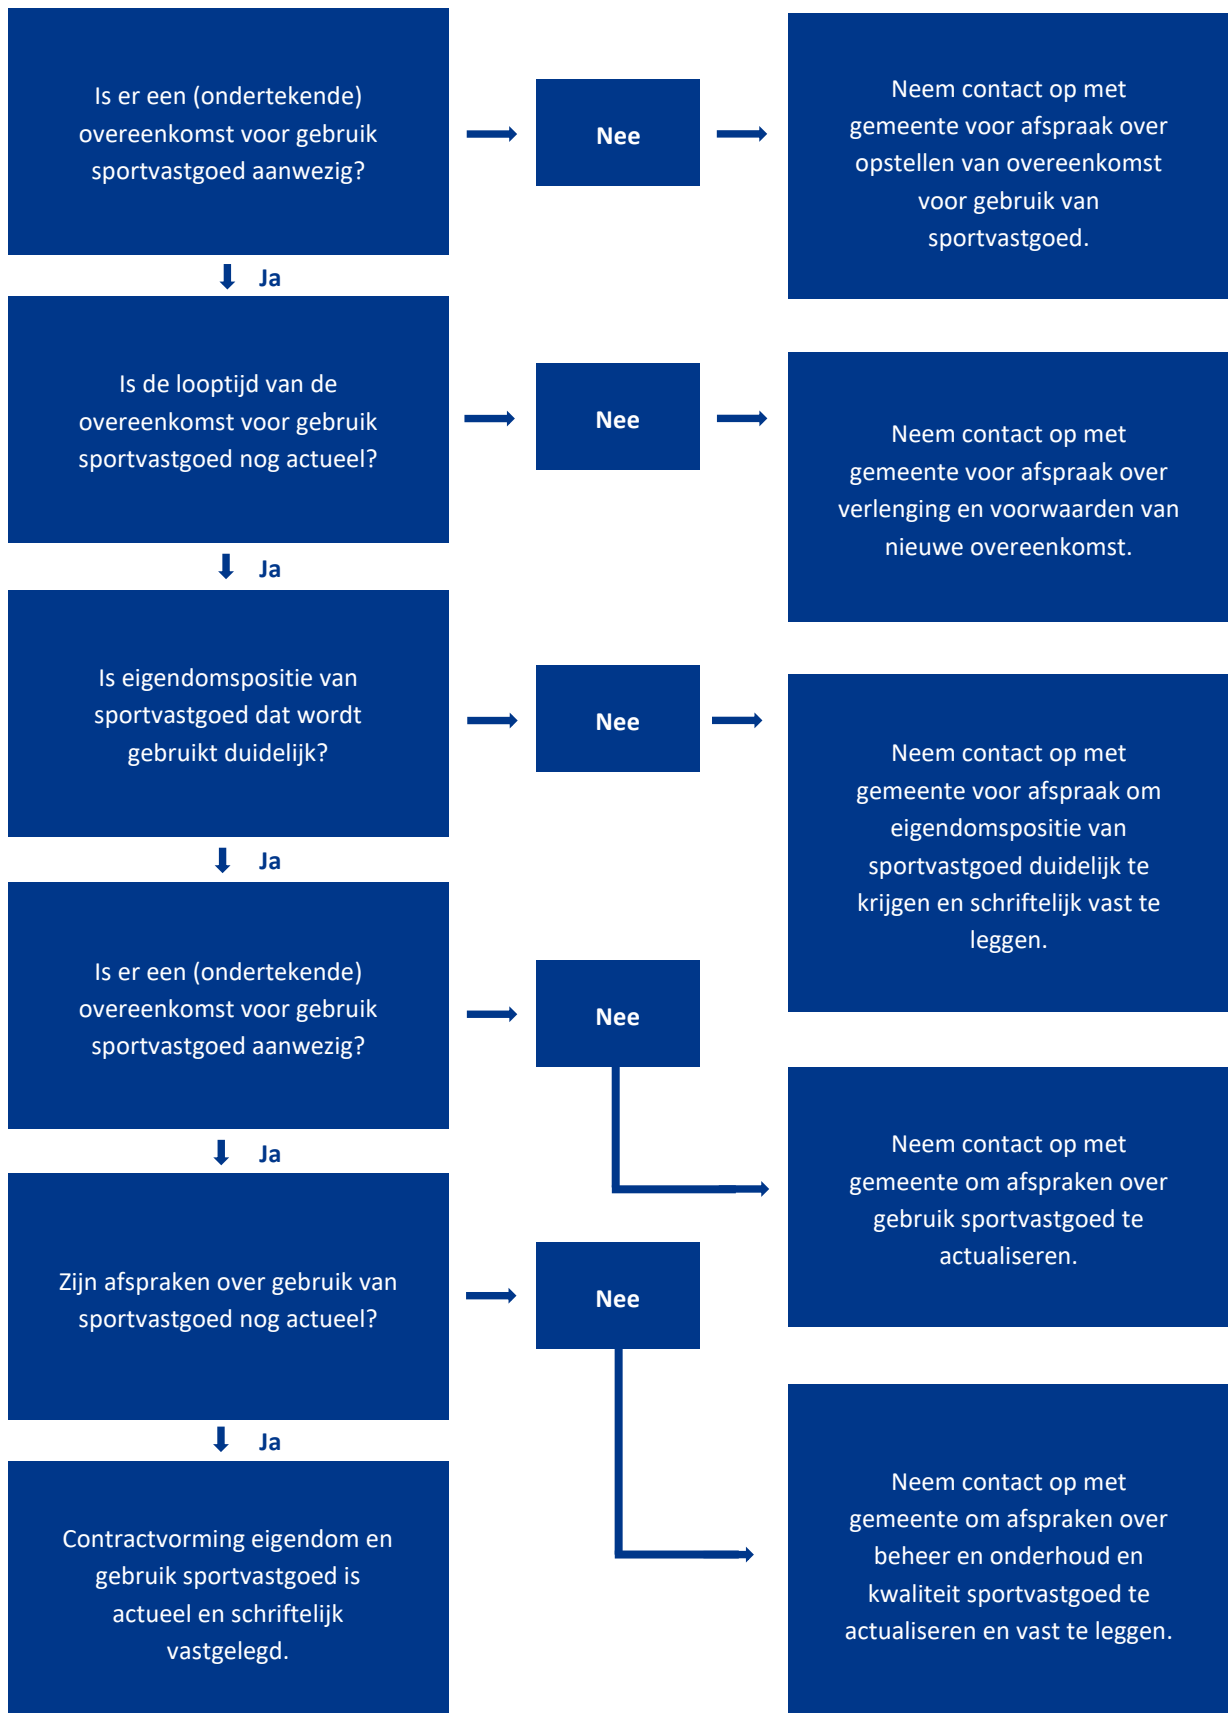 Is er een (ondertekende)
overeenkomst voor gebruik
sportvastgoed aanwezig?
Nee
Neem contact op met
gemeente voor afspraak over
opstellen van overeenkomst
voor gebruik van
sportvastgoed.
Ja
Is de looptijd van de
overeenkomst voor gebruik
sportvastgoed nog actueel?
Nee
Neem contact op met
gemeente voor afspraak over
verlenging en voorwaarden van
nieuwe overeenkomst.
Ja
Is eigendomspositie van
sportvastgoed dat wordt
gebruikt duidelijk?
Nee
Neem contact op met
gemeente voor afspraak om
eigendomspositie van
sportvastgoed duidelijk te
krijgen en schriftelijk vast te
leggen.
Ja
Is er een (ondertekende)
overeenkomst voor gebruik
sportvastgoed aanwezig?
Nee
Neem contact op met
gemeente om afspraken over
gebruik sportvastgoed te
actualiseren.
Ja
Zijn afspraken over gebruik van
sportvastgoed nog actueel?
Nee
Neem contact op met
gemeente om afspraken over
beheer en onderhoud en
kwaliteit sportvastgoed te
actualiseren en vast te leggen.
Ja
Contractvorming eigendom en
gebruik sportvastgoed is
actueel en schriftelijk
vastgelegd.